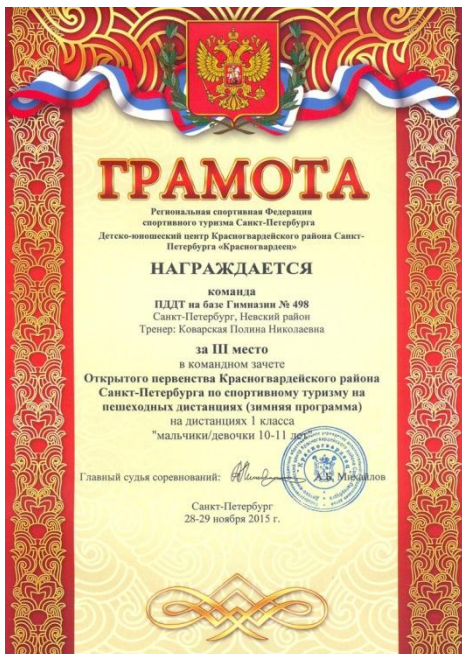 ГРАМОТА
Региональная спортивная Федерация
спортивного туризма Санкт-Петербурга
Детско-юношеский центр Красногвардейского района Санкт-
Петербурга «Красногвардеец»
НАГРАЖДАЕТСЯ
команда
ПДДТ на базе Гимназии № 498
Санкт-Петербург, Невский район
Тренер: Коварская Полина Николаевна
за III место
в командном зачете
Открытого первенства Красногвардейского района
Санкт-Петербурга по спортивному туризму на
пешеходных дистанциях (зимняя программа)
на дистанциях 1 класса
"мальчики/девочки 10-11 лет"
Главный судья соревнований: А.Б. Михайлов
Красногвардеец
Санкт-Петербург
28-29 ноября 2015 г.